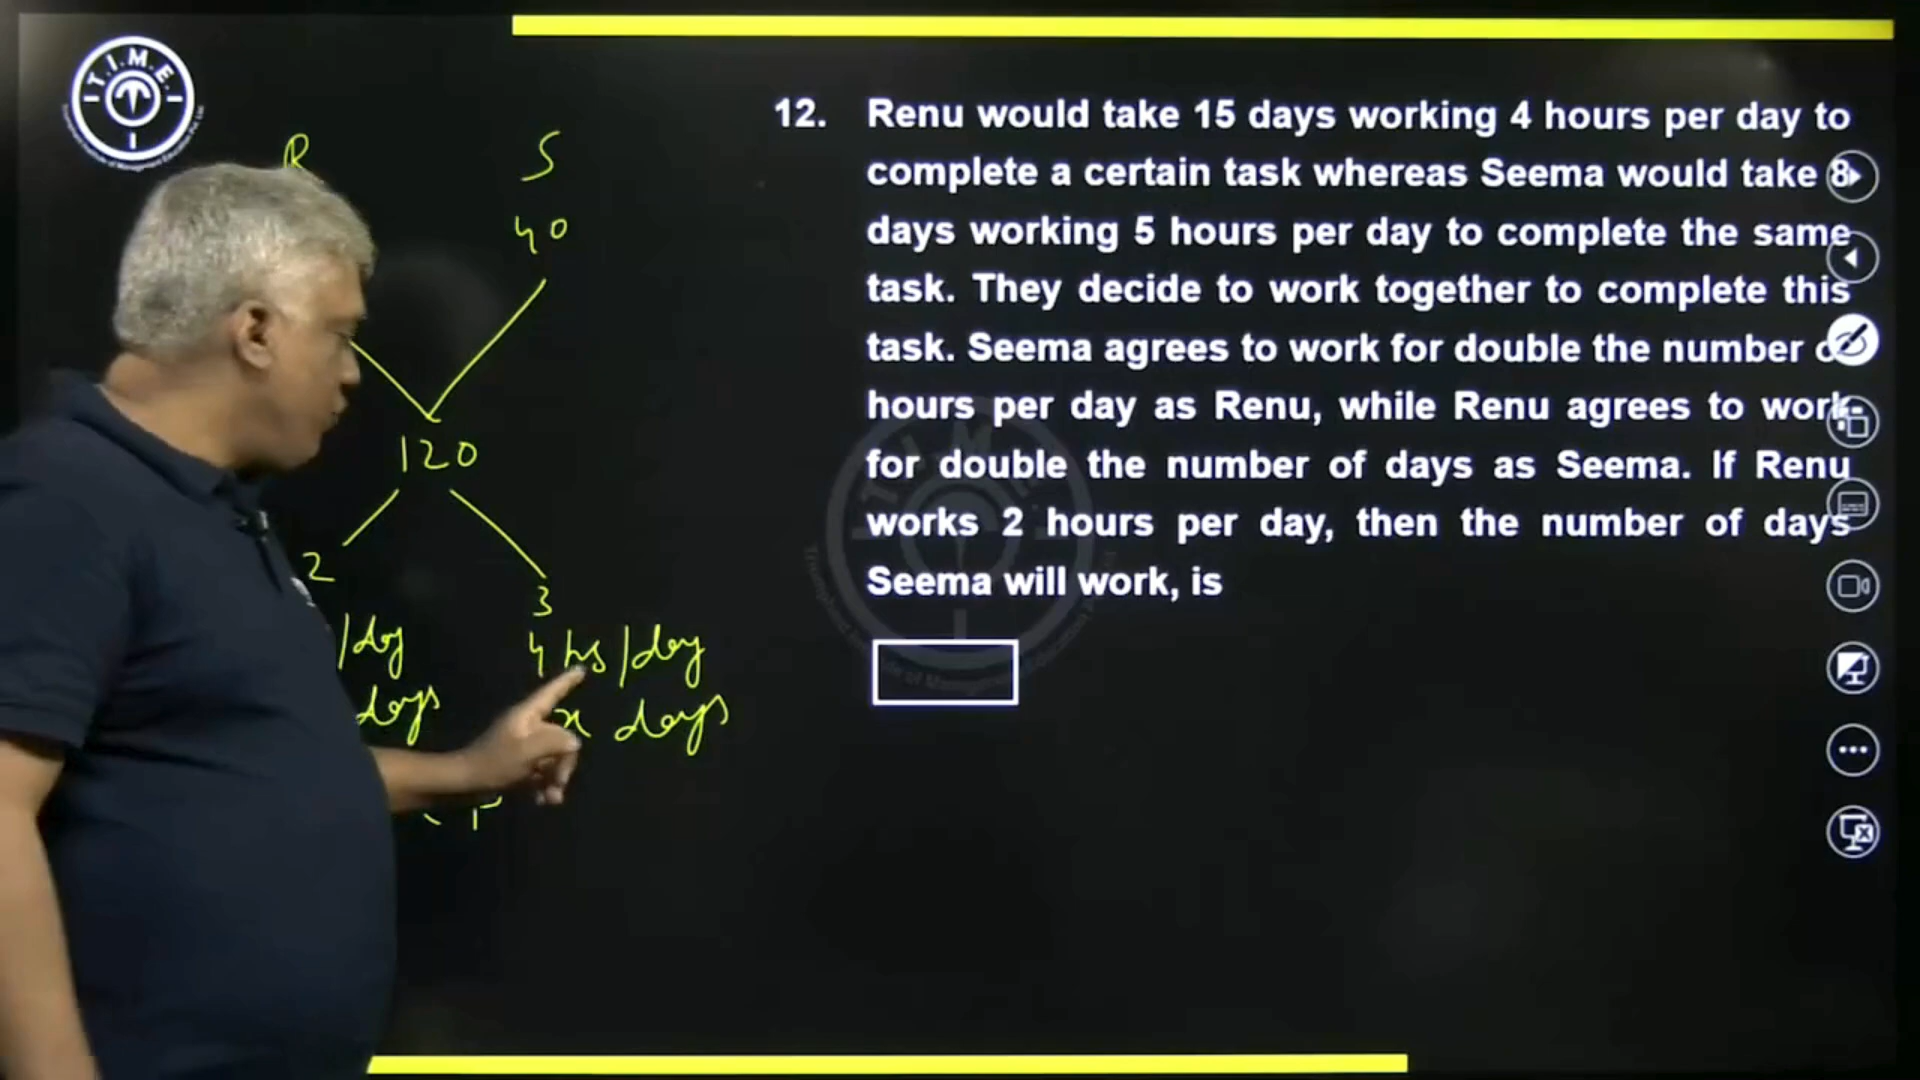 T.I.M.E.
R S
40
120
2
3
/day 4 hs/day
days x days
12. Renu would take 15 days working 4 hours per day to
complete a certain task whereas Seema would take 8
days working 5 hours per day to complete the same
task. They decide to work together to complete this
task. Seema agrees to work for double the number
hours per day as Renu, while Renu agrees to work
for double the number of days as Seema. If Renu
works 2 hours per day, then the number of days
Seema will work, is